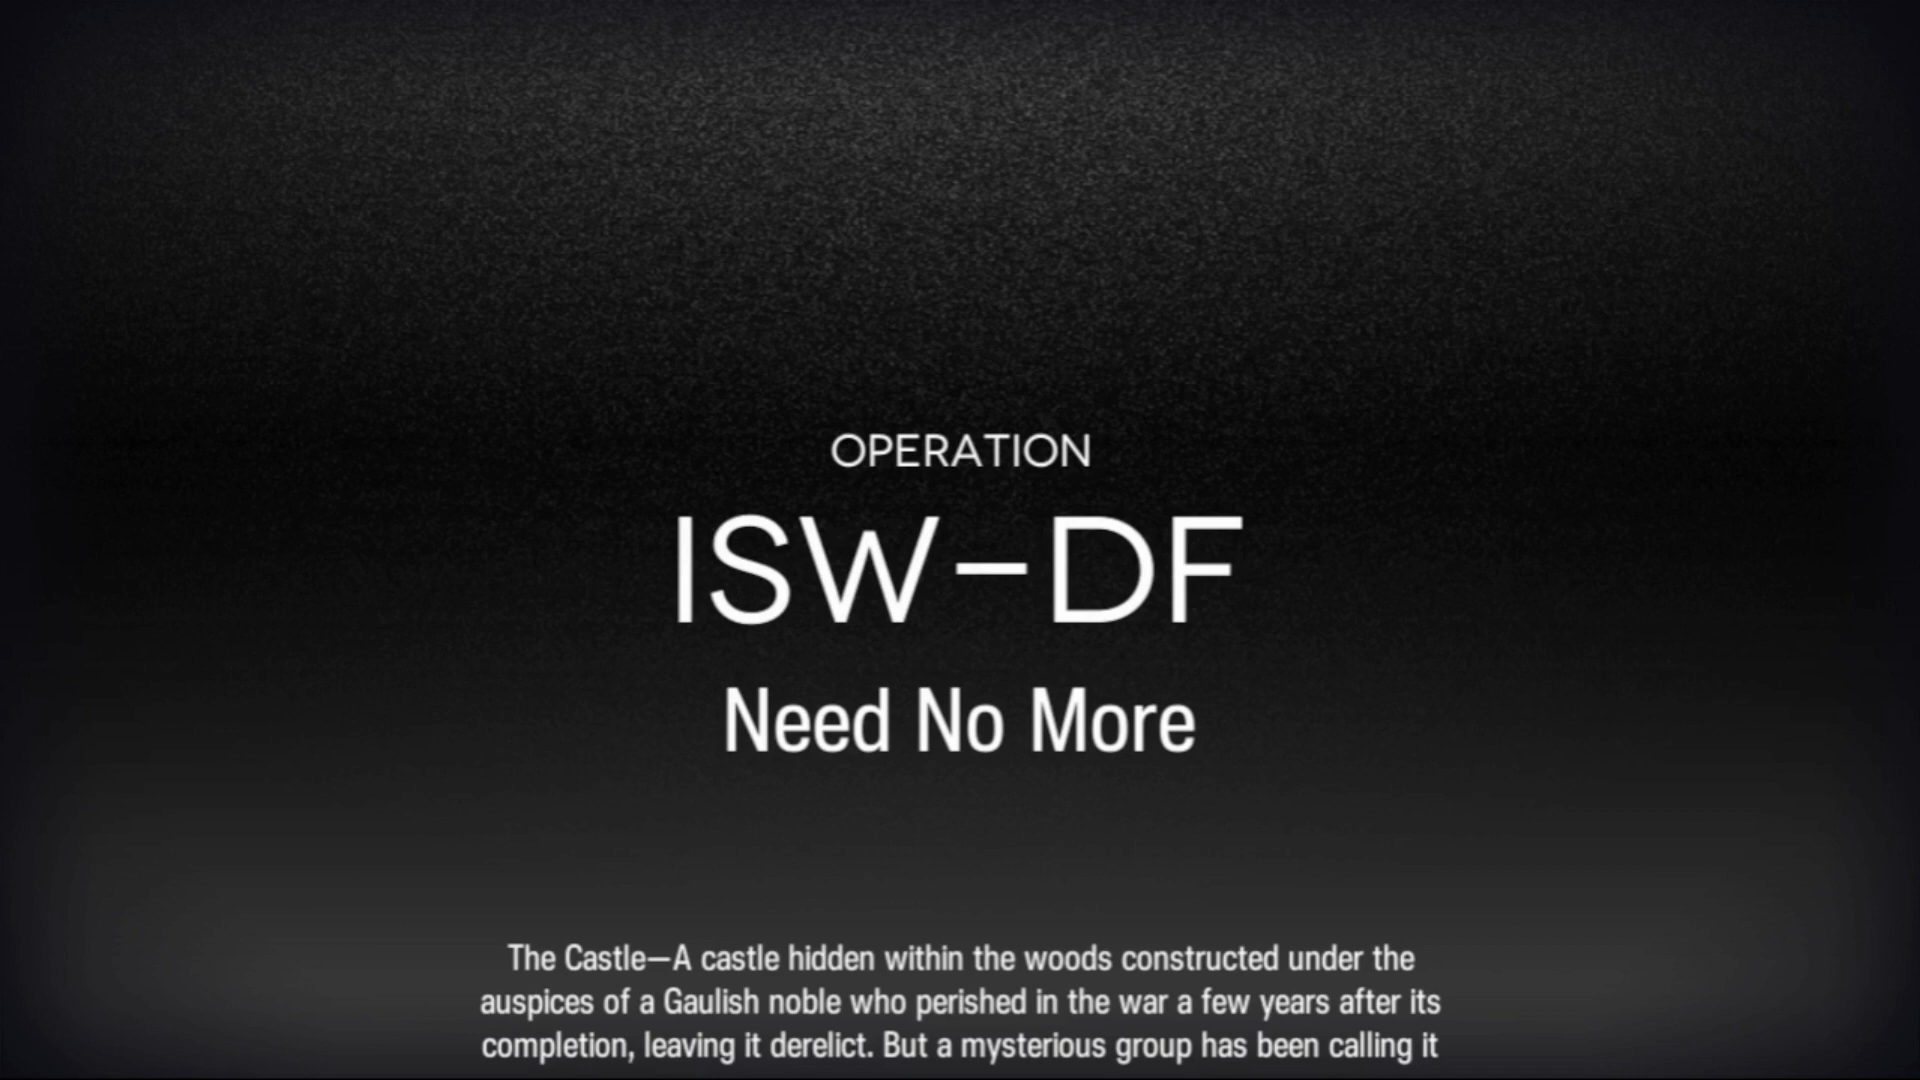 OPERATION
ISW-DF
Need No More
The Castle—A castle hidden within the woods constructed under the
auspices of a Gaulish noble who perished in the war a few years after its
completion, leaving it derelict. But a mysterious group has been calling it